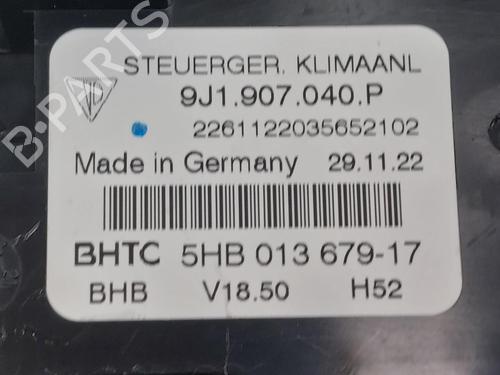 B-PARTS
STEUERGER. KLIMAANL
9J1.907.040.P
2261122035652102
Made in Germany 29.11.22
BHTC 5HB 013 679-17
BHB V18.50 H52